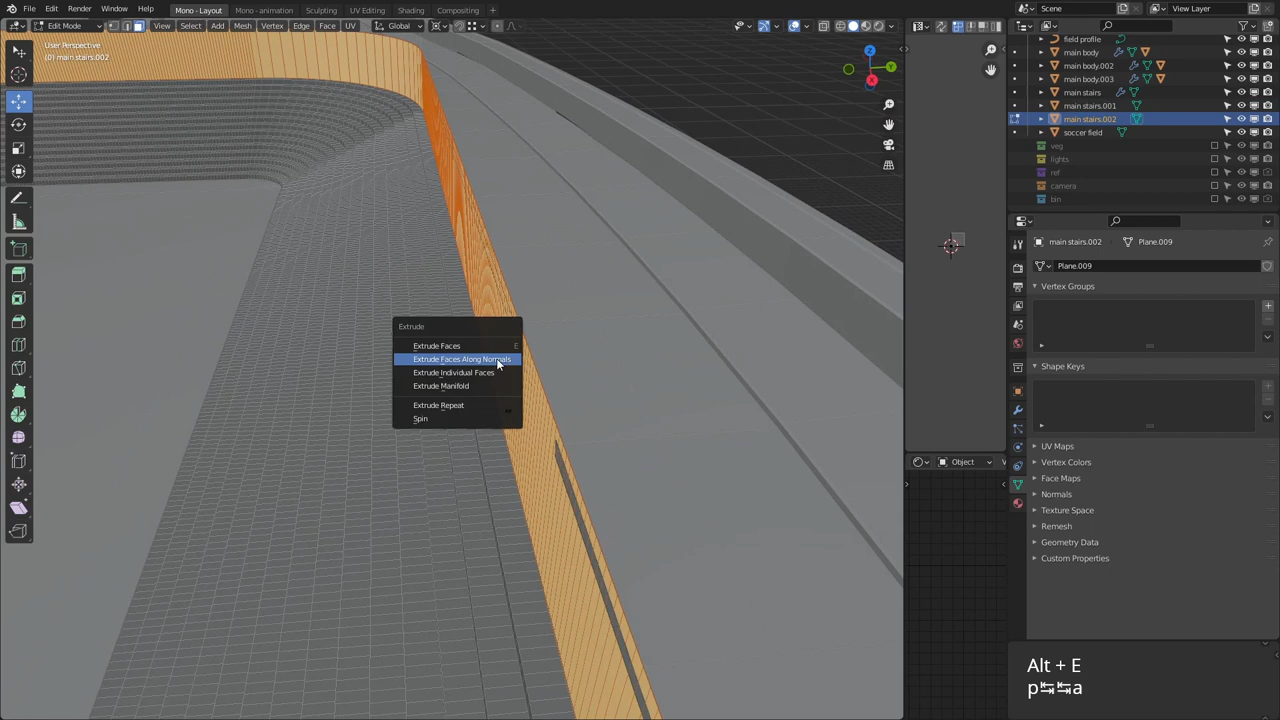 File Edit Render Window Help Mono - Layout Mono - animation Sculpting UV Editing Shading Compositing + Scene View Layer
Edit Mode View Select Add Mesh Vertex Edge Face UV Global
User Perspective
(0) main stairs.002
Z
Y
X
field profile
main body
main body.002
main body.003
main stairs
main stairs.001
main stairs.002
soccer field
veg
lights
ref
camera
bin
main stairs.002 Plane.009
Plane.009
Vertex Groups
Shape Keys
UV Maps
Vertex Colors
Face Maps
Normals
Texture Space
Remesh
Geometry Data
Custom Properties
Extrude
Extrude Faces E
Extrude Faces Along Normals
Extrude Individual Faces
Extrude Manifold
Extrude Repeat
Spin
Object V
Alt + E
p↹↹a